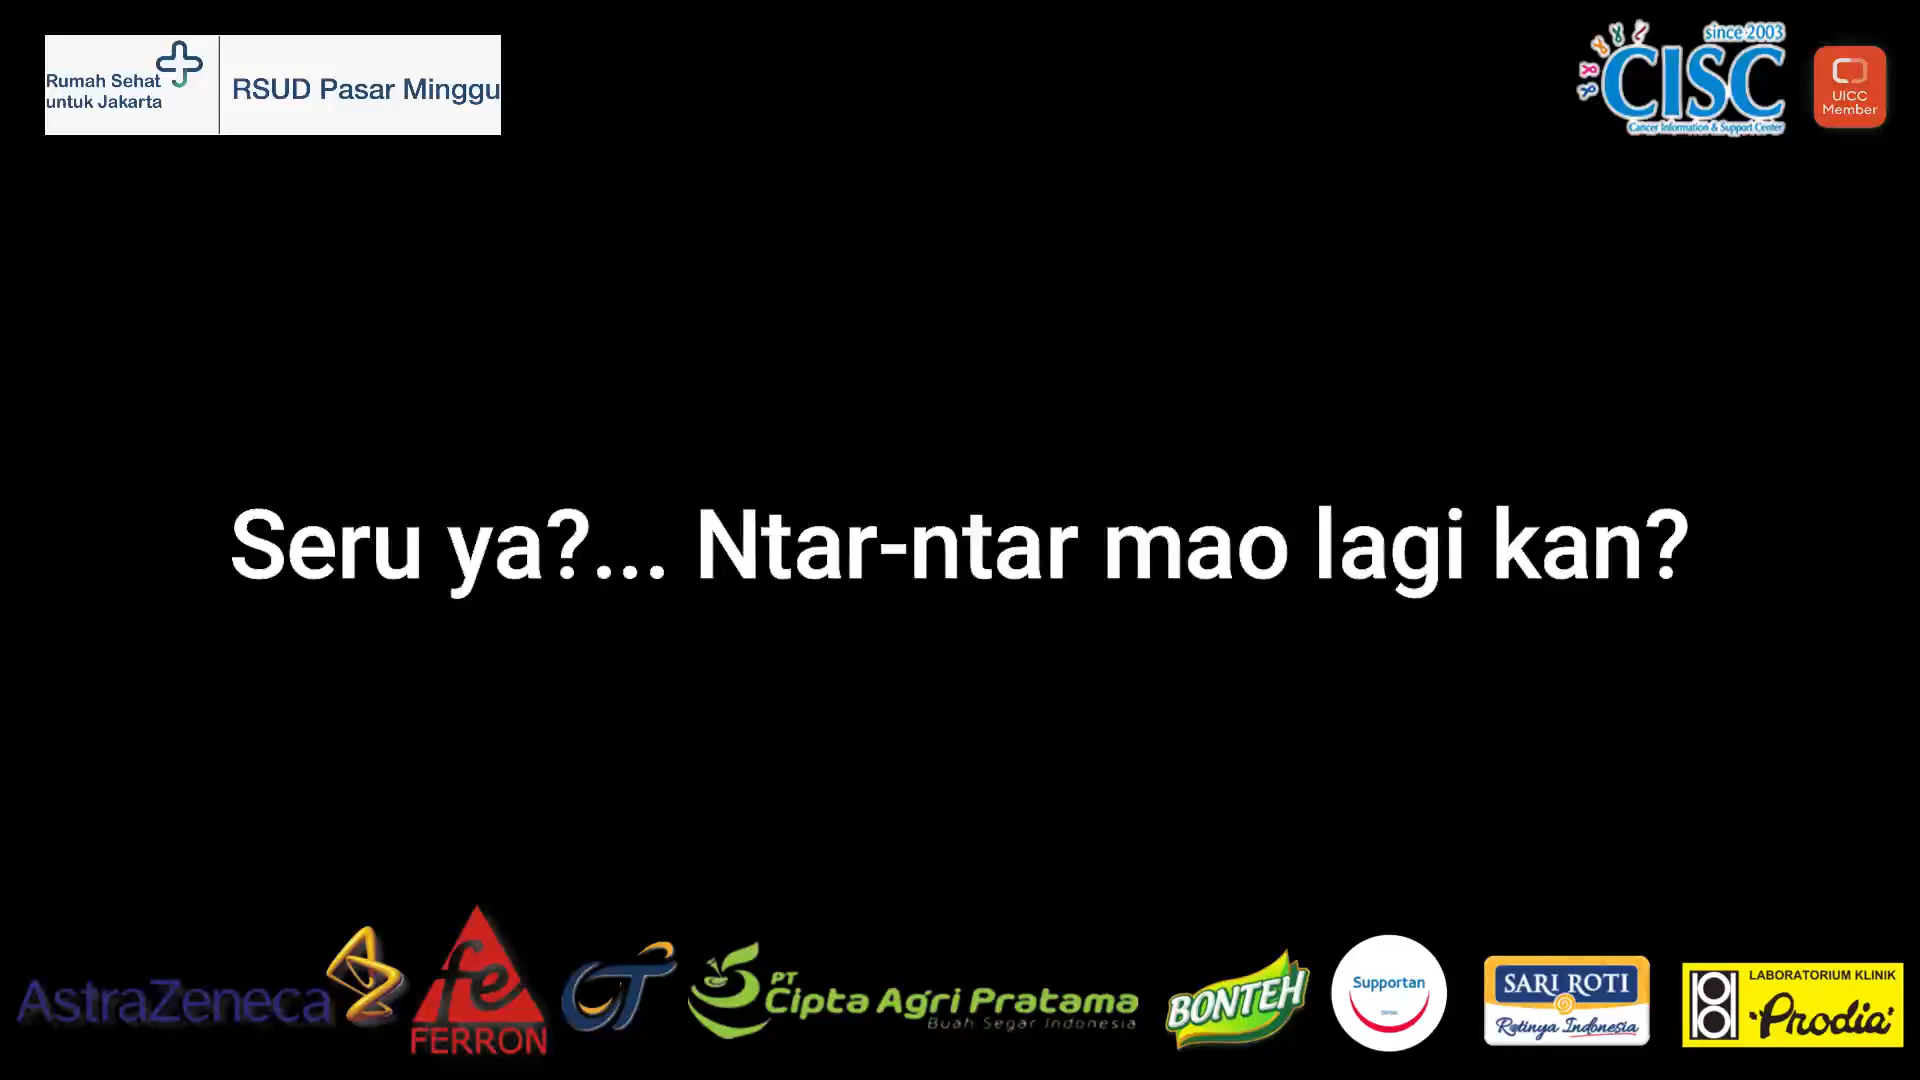 Rumah Sehat
untuk Jakarta
RSUD Pasar Minggu
since 2003
CISC
Cancer Information & Support Center
UICC
Member
Seru ya?... Ntar-ntar mao lagi kan?
AstraZeneca
fe
FERRON
OT
PT
Cipta Agri Pratama
Buah Segar Indonesia
BONTEH
Supportan
SARI ROTI
Rotinya Indonesia
LABORATORIUM KLINIK
Prodia